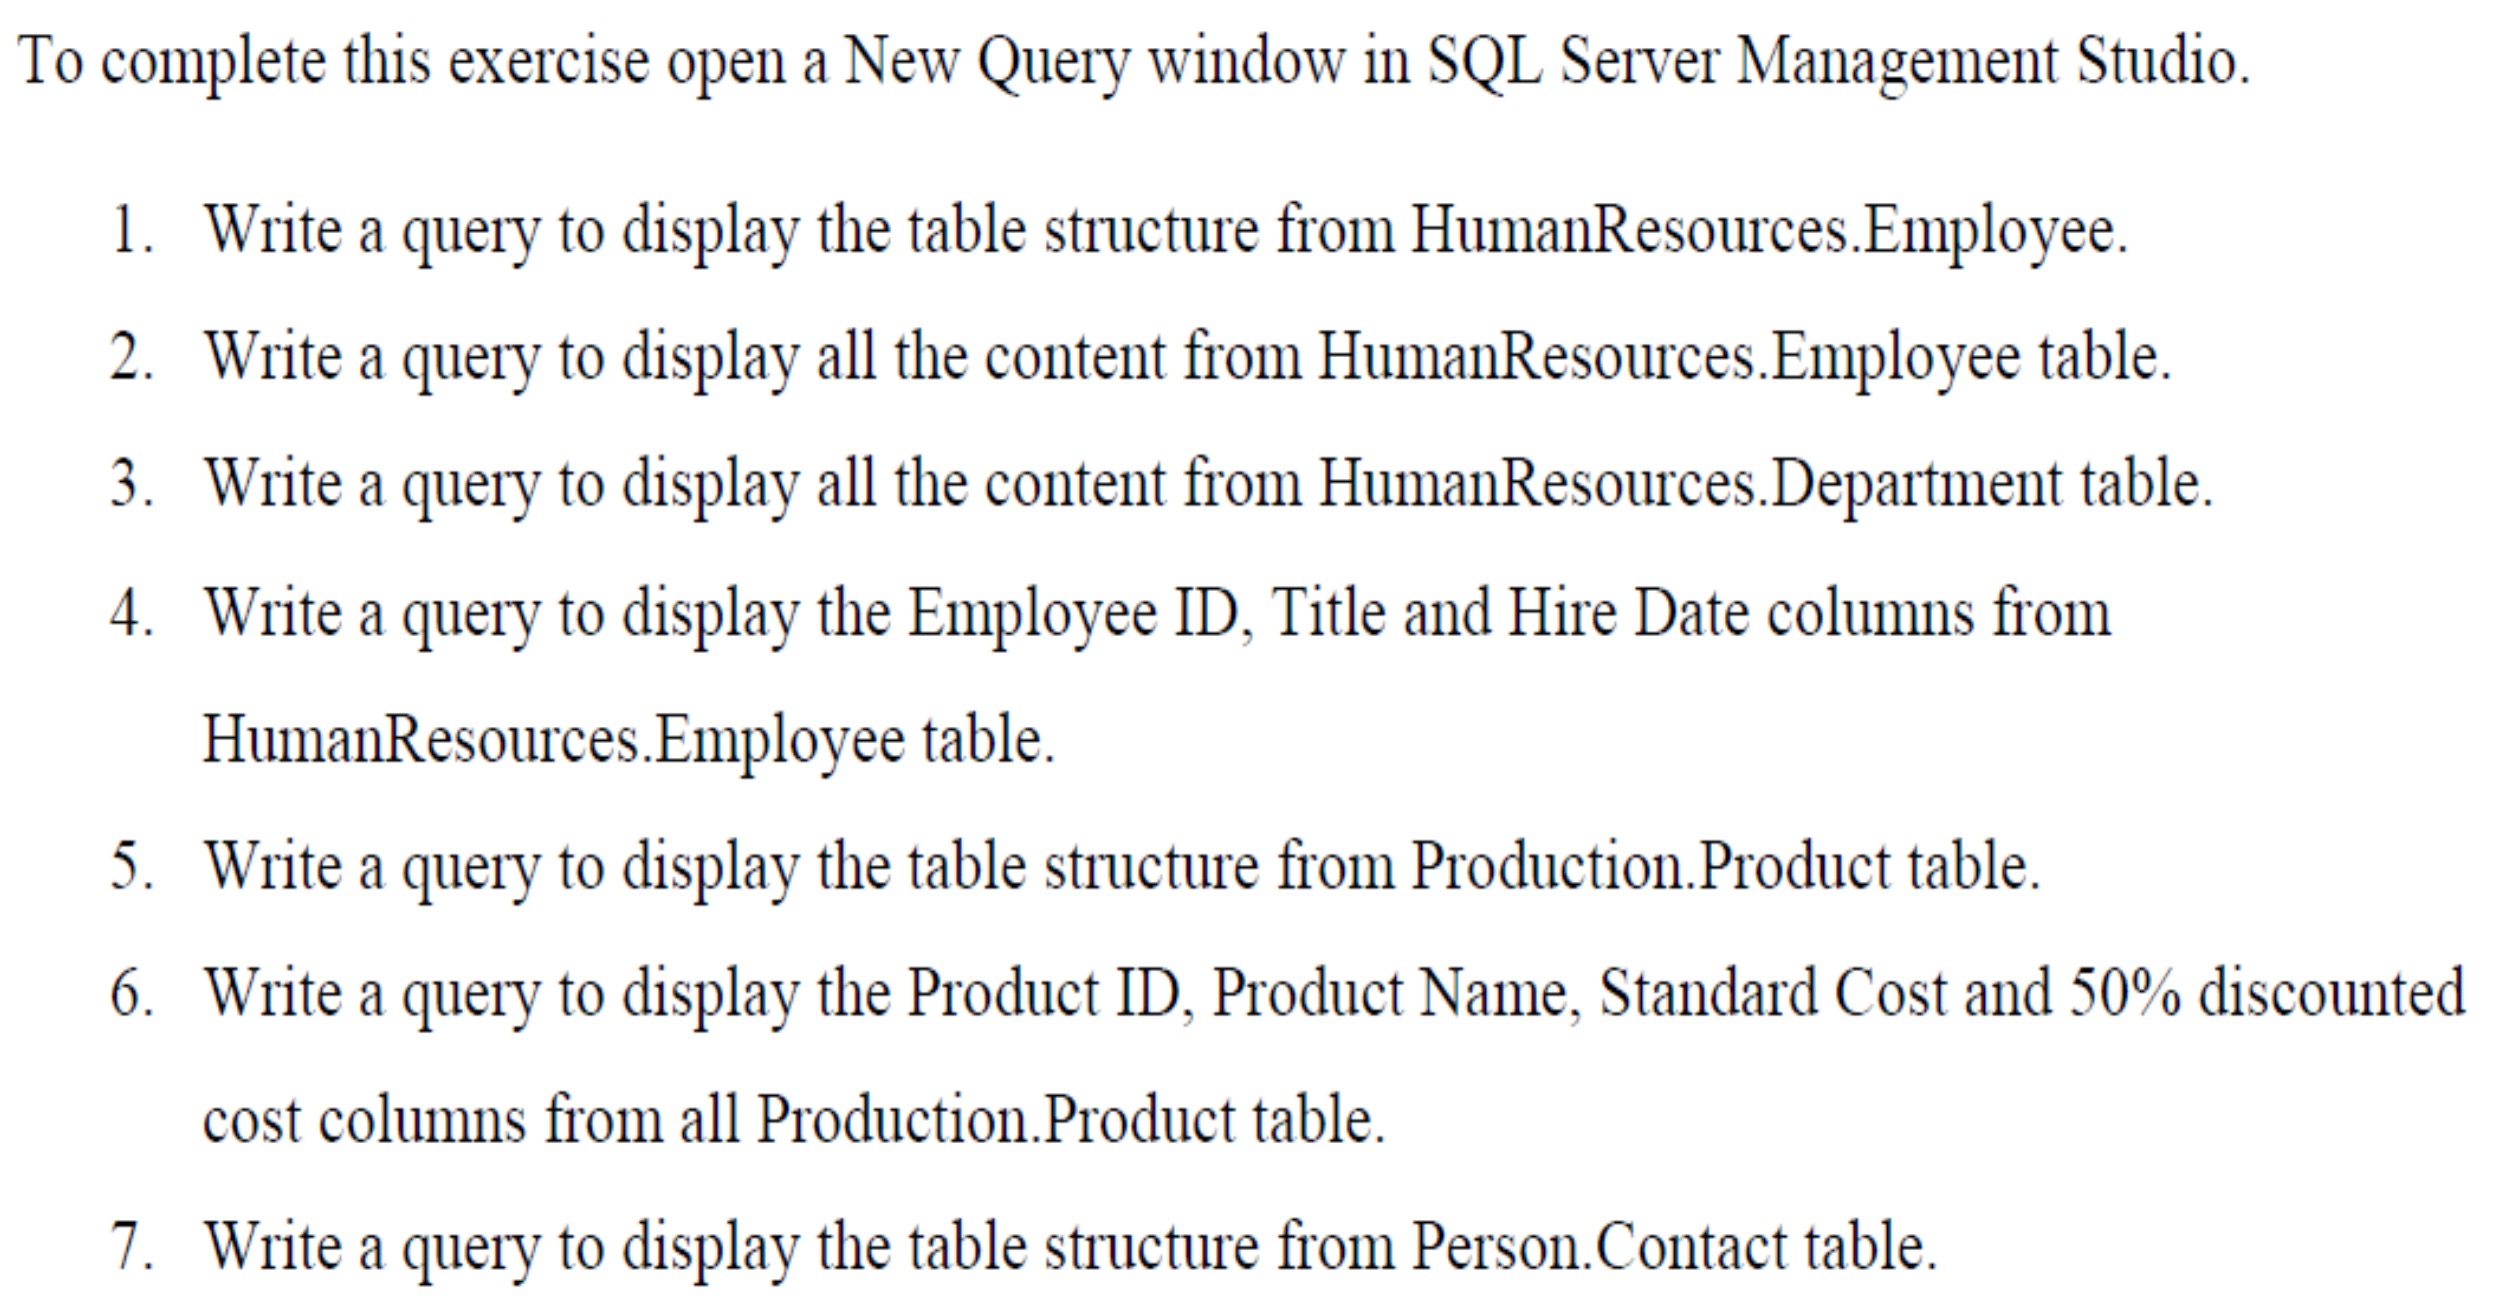 To complete this exercise open a New Query window in SQL Server Management Studio.
1. Write a query to display the table structure from HumanResources.Employee.
2. Write a query to display all the content from HumanResources.Employee table.
3. Write a query to display all the content from HumanResources.Department table.
4. Write a query to display the Employee ID, Title and Hire Date columns from
HumanResources.Employee table.
5. Write a query to display the table structure from Production.Product table.
6. Write a query to display the Product ID, Product Name, Standard Cost and 50% discounted
cost columns from all Production.Product table.
7. Write a query to display the table structure from Person.Contact table.